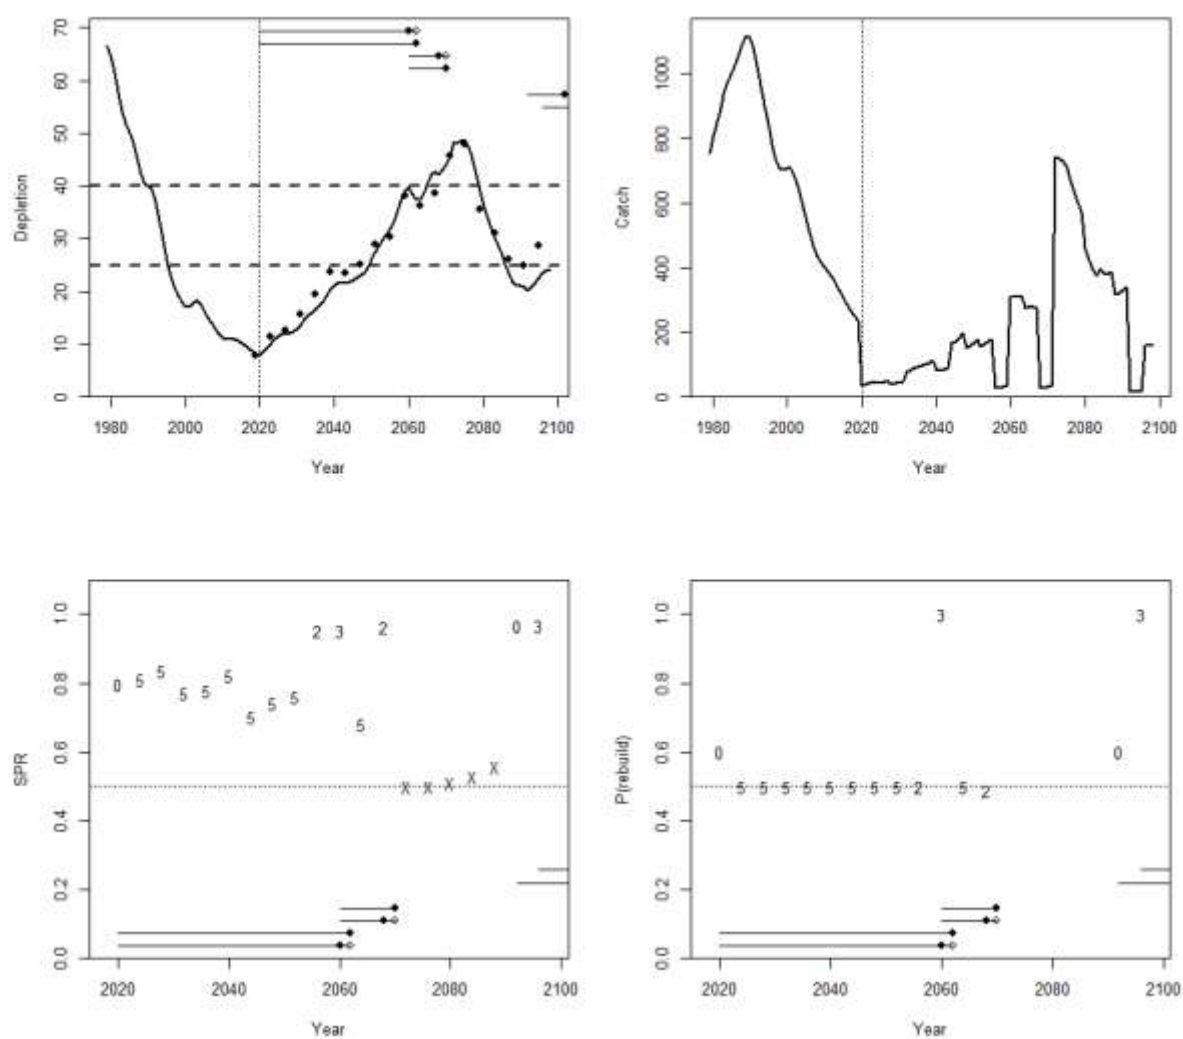 Depletion
0 10 20 30 40 50 60 70
1980 2000 2020 2040 2060 2080 2100
Year
Catch
0 200 400 600 800 1000
1980 2000 2020 2040 2060 2080 2100
Year
SPR
0.0 0.2 0.4 0.6 0.8 1.0
0 5 5 5 5 5 5 5 5 2 3 5 2 X X X X X 0 3
2020 2040 2060 2080 2100
Year
P(rebuild)
0.0 0.2 0.4 0.6 0.8 1.0
0 5 5 5 5 5 5 5 5 2 3 5 2 0 3
2020 2040 2060 2080 2100
Year